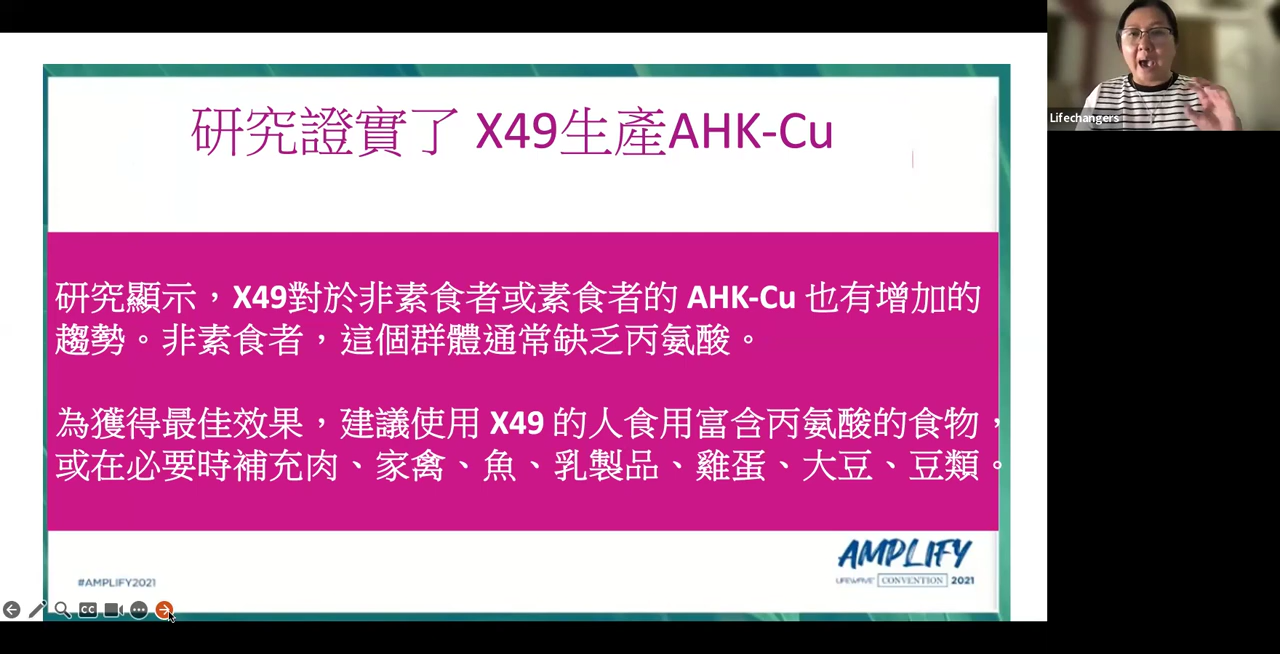 研究證實了 X49生產AHK-Cu
研究顯示，X49對於非素食者或素食者的 AHK-Cu 也有增加的
趨勢。非素食者，這個群體通常缺乏丙氨酸。
為獲得最佳效果，建議使用 X49 的人食用富含丙氨酸的食物，
或在必要時補充肉、家禽、魚、乳製品、雞蛋、大豆、豆類。
AMPLIFY
LIFEWAVE CONVENTION 2021
#AMPLIFY2021
CC
Lifechangers